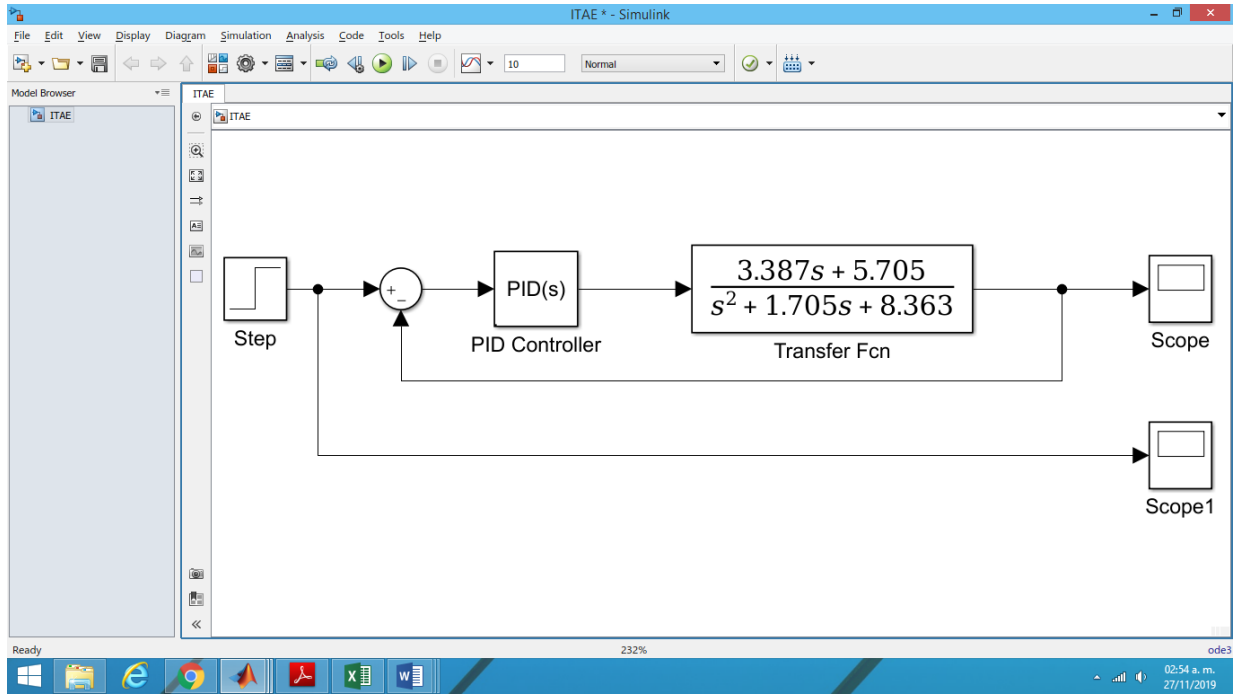 ITAE * - Simulink
File Edit View Display Diagram Simulation Analysis Code Tools Help
10 Normal
Model Browser
ITAE
ITAE
ITAE
Step
+
_
PID(s)
PID Controller
3.387s + 5.705
s² + 1.705s + 8.363
Transfer Fcn
Scope
Scope1
Ready 232% ode3
02:54 a. m.
27/11/2019